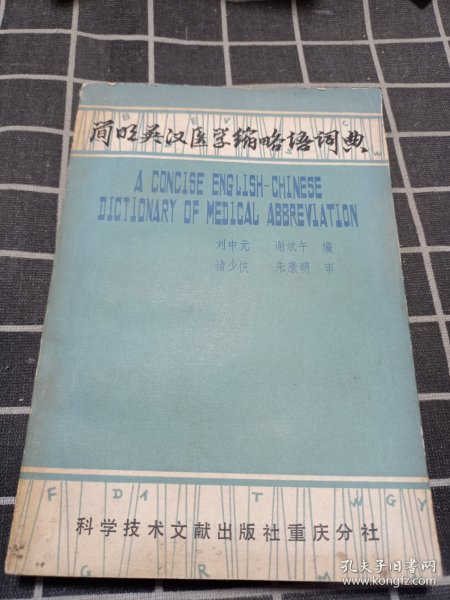 简明英汉医学缩略语词典
A CONCISE ENGLISH-CHINESE
DICTIONARY OF MEDICAL ABBREVIATION
刘中元 谢斌午 编
诸少侠 朱康明 审
F D1 T W G Y
科学技术文献出版社重庆分社
G R M
孔夫子旧书网
www.kongfz.com